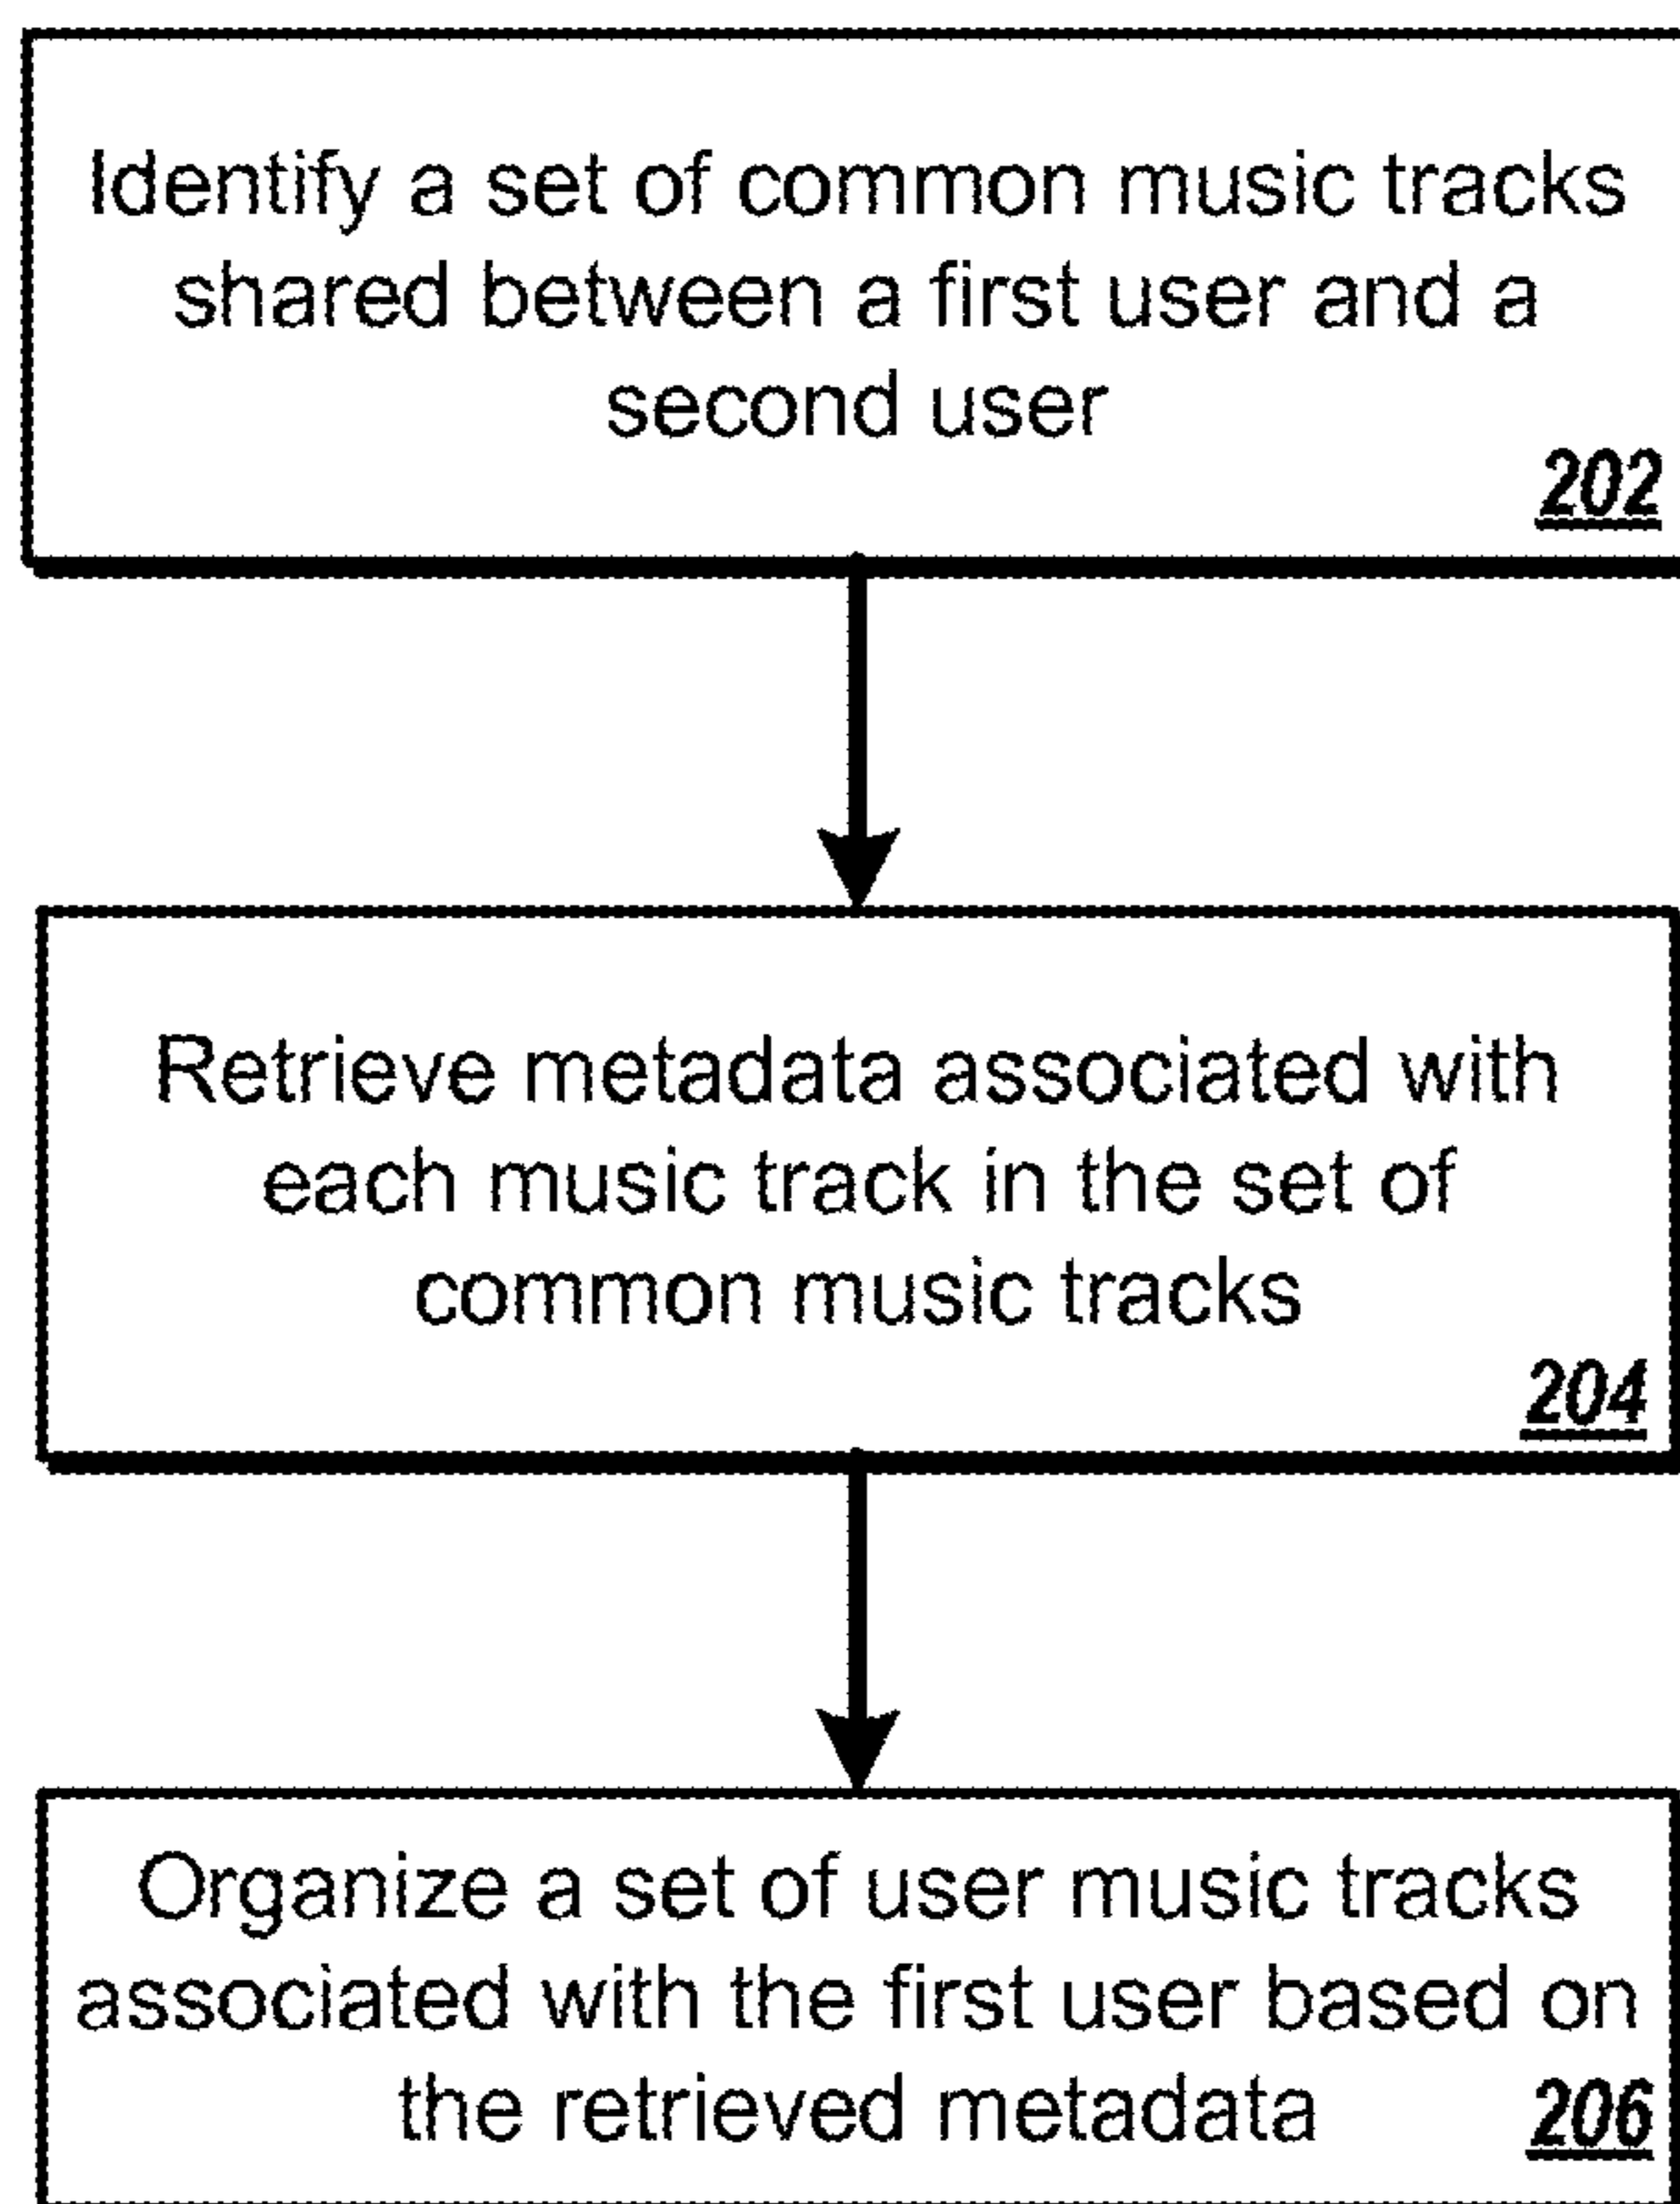 Identify a set of common music tracks
shared between a first user and a
second user
202
Retrieve metadata associated with
each music track in the set of
common music tracks
204
Organize a set of user music tracks
associated with the first user based on
the retrieved metadata
206